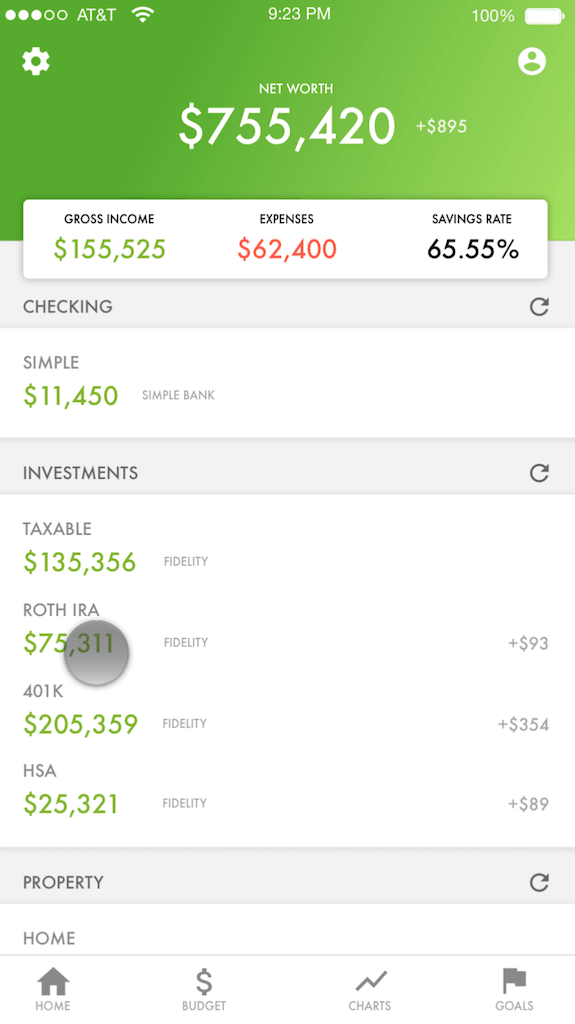 AT&T 9:23 PM 100%
NET WORTH
$755,420 +$895
GROSS INCOME EXPENSES SAVINGS RATE
$155,525 $62,400 65.55%
CHECKING
SIMPLE
$11,450 SIMPLE BANK
INVESTMENTS
TAXABLE
$135,356 FIDELITY
ROTH IRA
$75,311 FIDELITY +$93
401K
$205,359 FIDELITY +$354
HSA
$25,321 FIDELITY +$89
PROPERTY
HOME
HOME BUDGET CHARTS GOALS